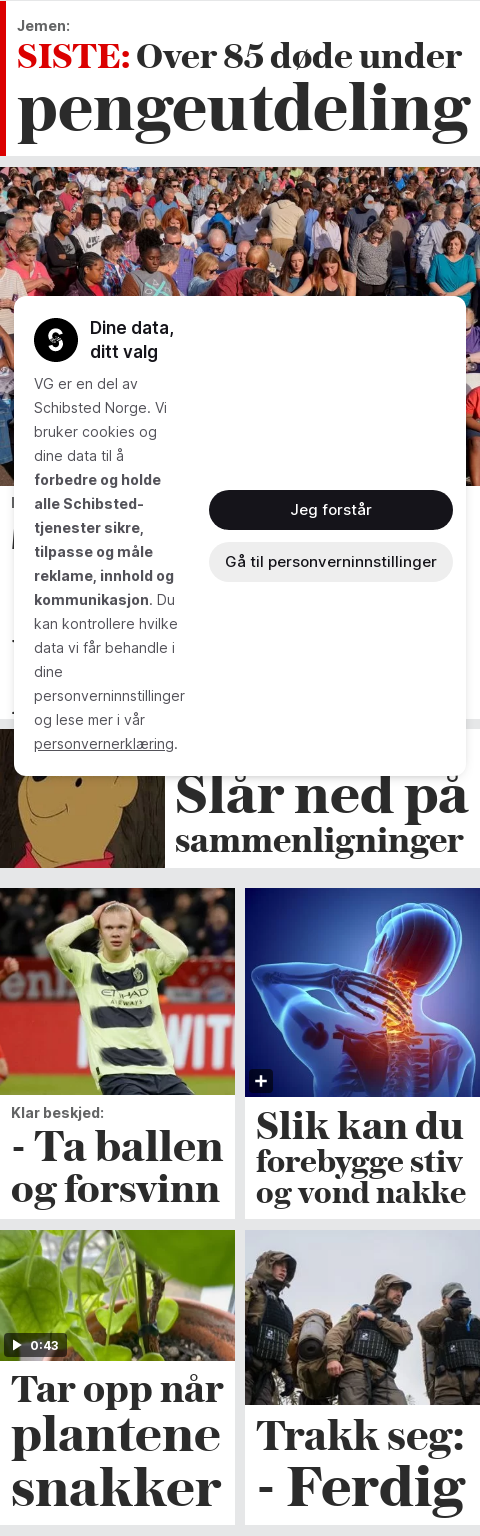 Jemen:
SISTE: Over 85 døde under
pengeutdeling
Dine data,
ditt valg
VG er en del av
Schibsted Norge. Vi
bruker cookies og
dine data til å
forbedre og holde
alle Schibsted-
tjenester sikre,
tilpasse og måle
reklame, innhold og
kommunikasjon. Du
kan kontrollere hvilke
data vi får behandle i
dine
personverninnstillinger
og lese mer i vår
personvernerklæring.
Jeg forstår
Gå til personverninnstillinger
Slår ned på
sammenligninger
ETIHAD
Klar beskjed:
- Ta ballen
og forsvinn
Slik kan du
forebygge stiv
og vond nakke
0:43
Tar opp når
plantene
snakker
Trakk seg:
- Ferdig